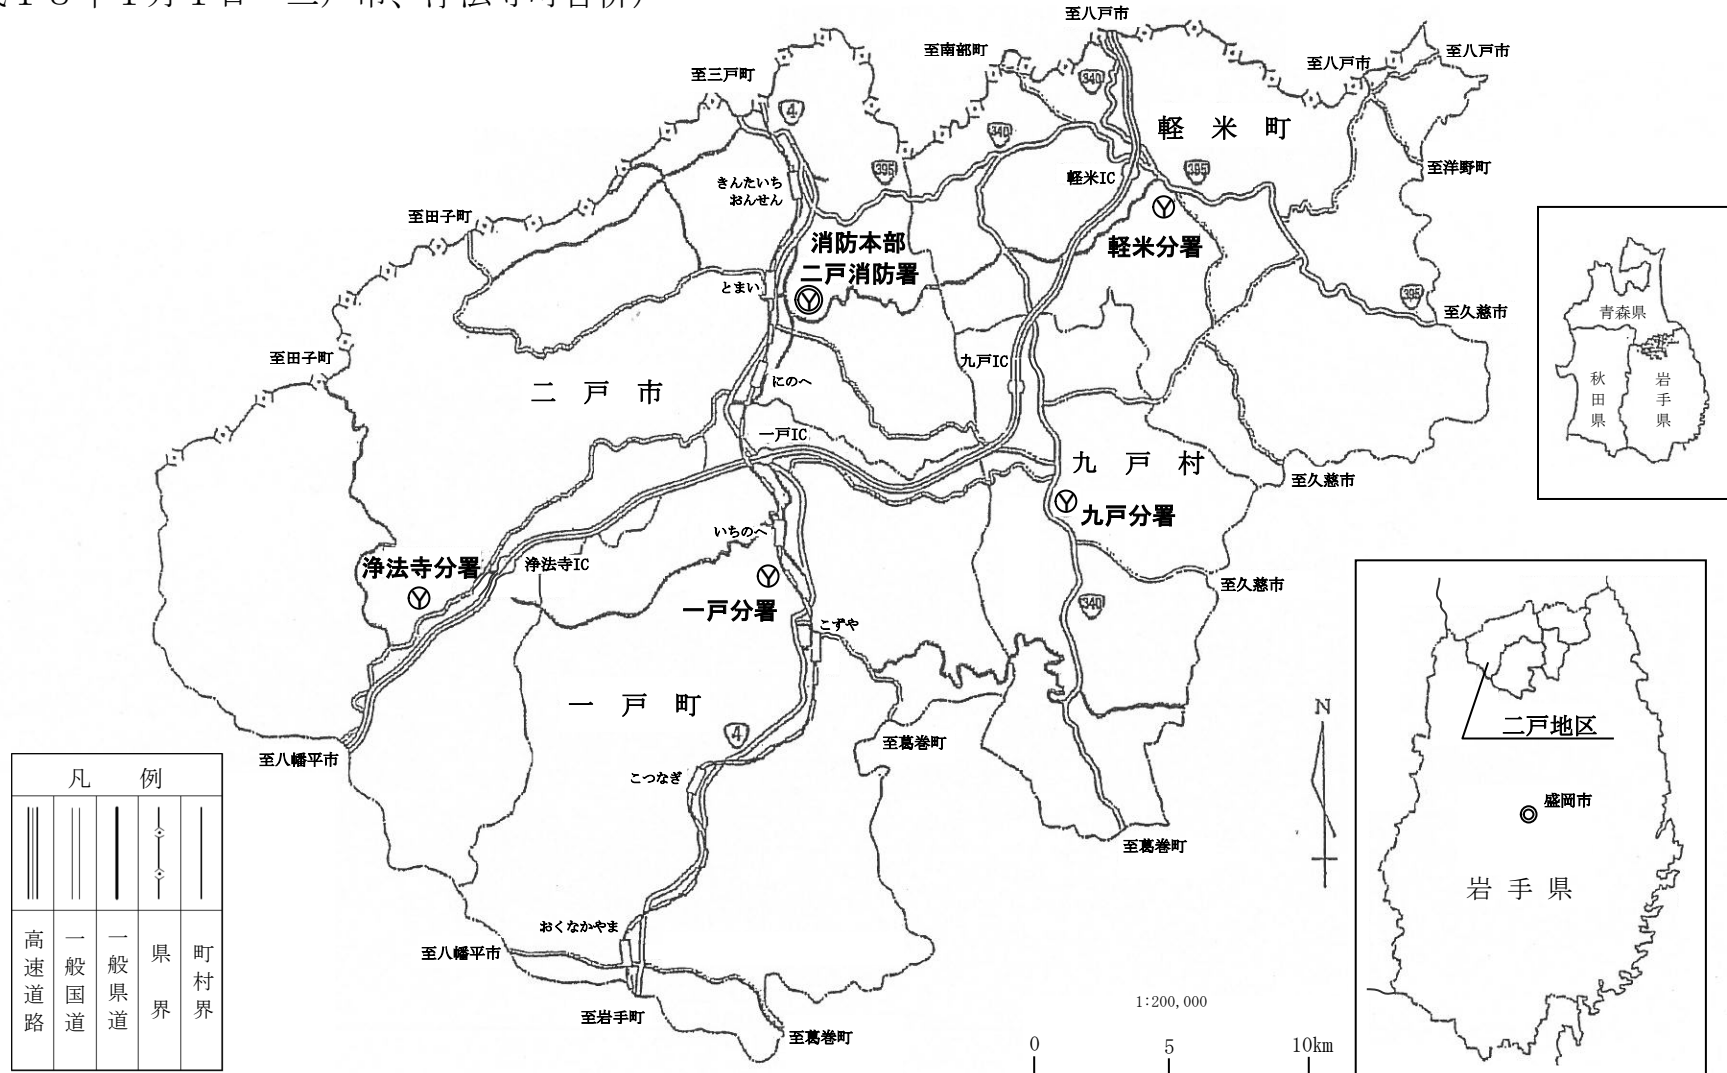 至八戸市
至南部町
至八戸市
至八戸市
至三戸町
340
4
340
軽米町
395
395
軽米IC
至洋野町
きんたいち
おんせん
至田子町
消防本部
二戸消防署
軽米分署
とまい
395
至久慈市
至田子町
九戸IC
二戸市
にのへ
一戸IC
九戸村
至久慈市
九戸分署
いちのへ
浄法寺分署
浄法寺IC
至久慈市
一戸分署
340
こずや
一戸町
4
至葛巻町
至八幡平市
こつなぎ
至葛巻町
おくなかやま
至八幡平市
至岩手町
至葛巻町
凡例
高速道路
一般国道
一般県道
県界
町村界
1:200,000
0
5
10km
N
青森県
秋田県
岩手県
二戸地区
盛岡市
岩手県